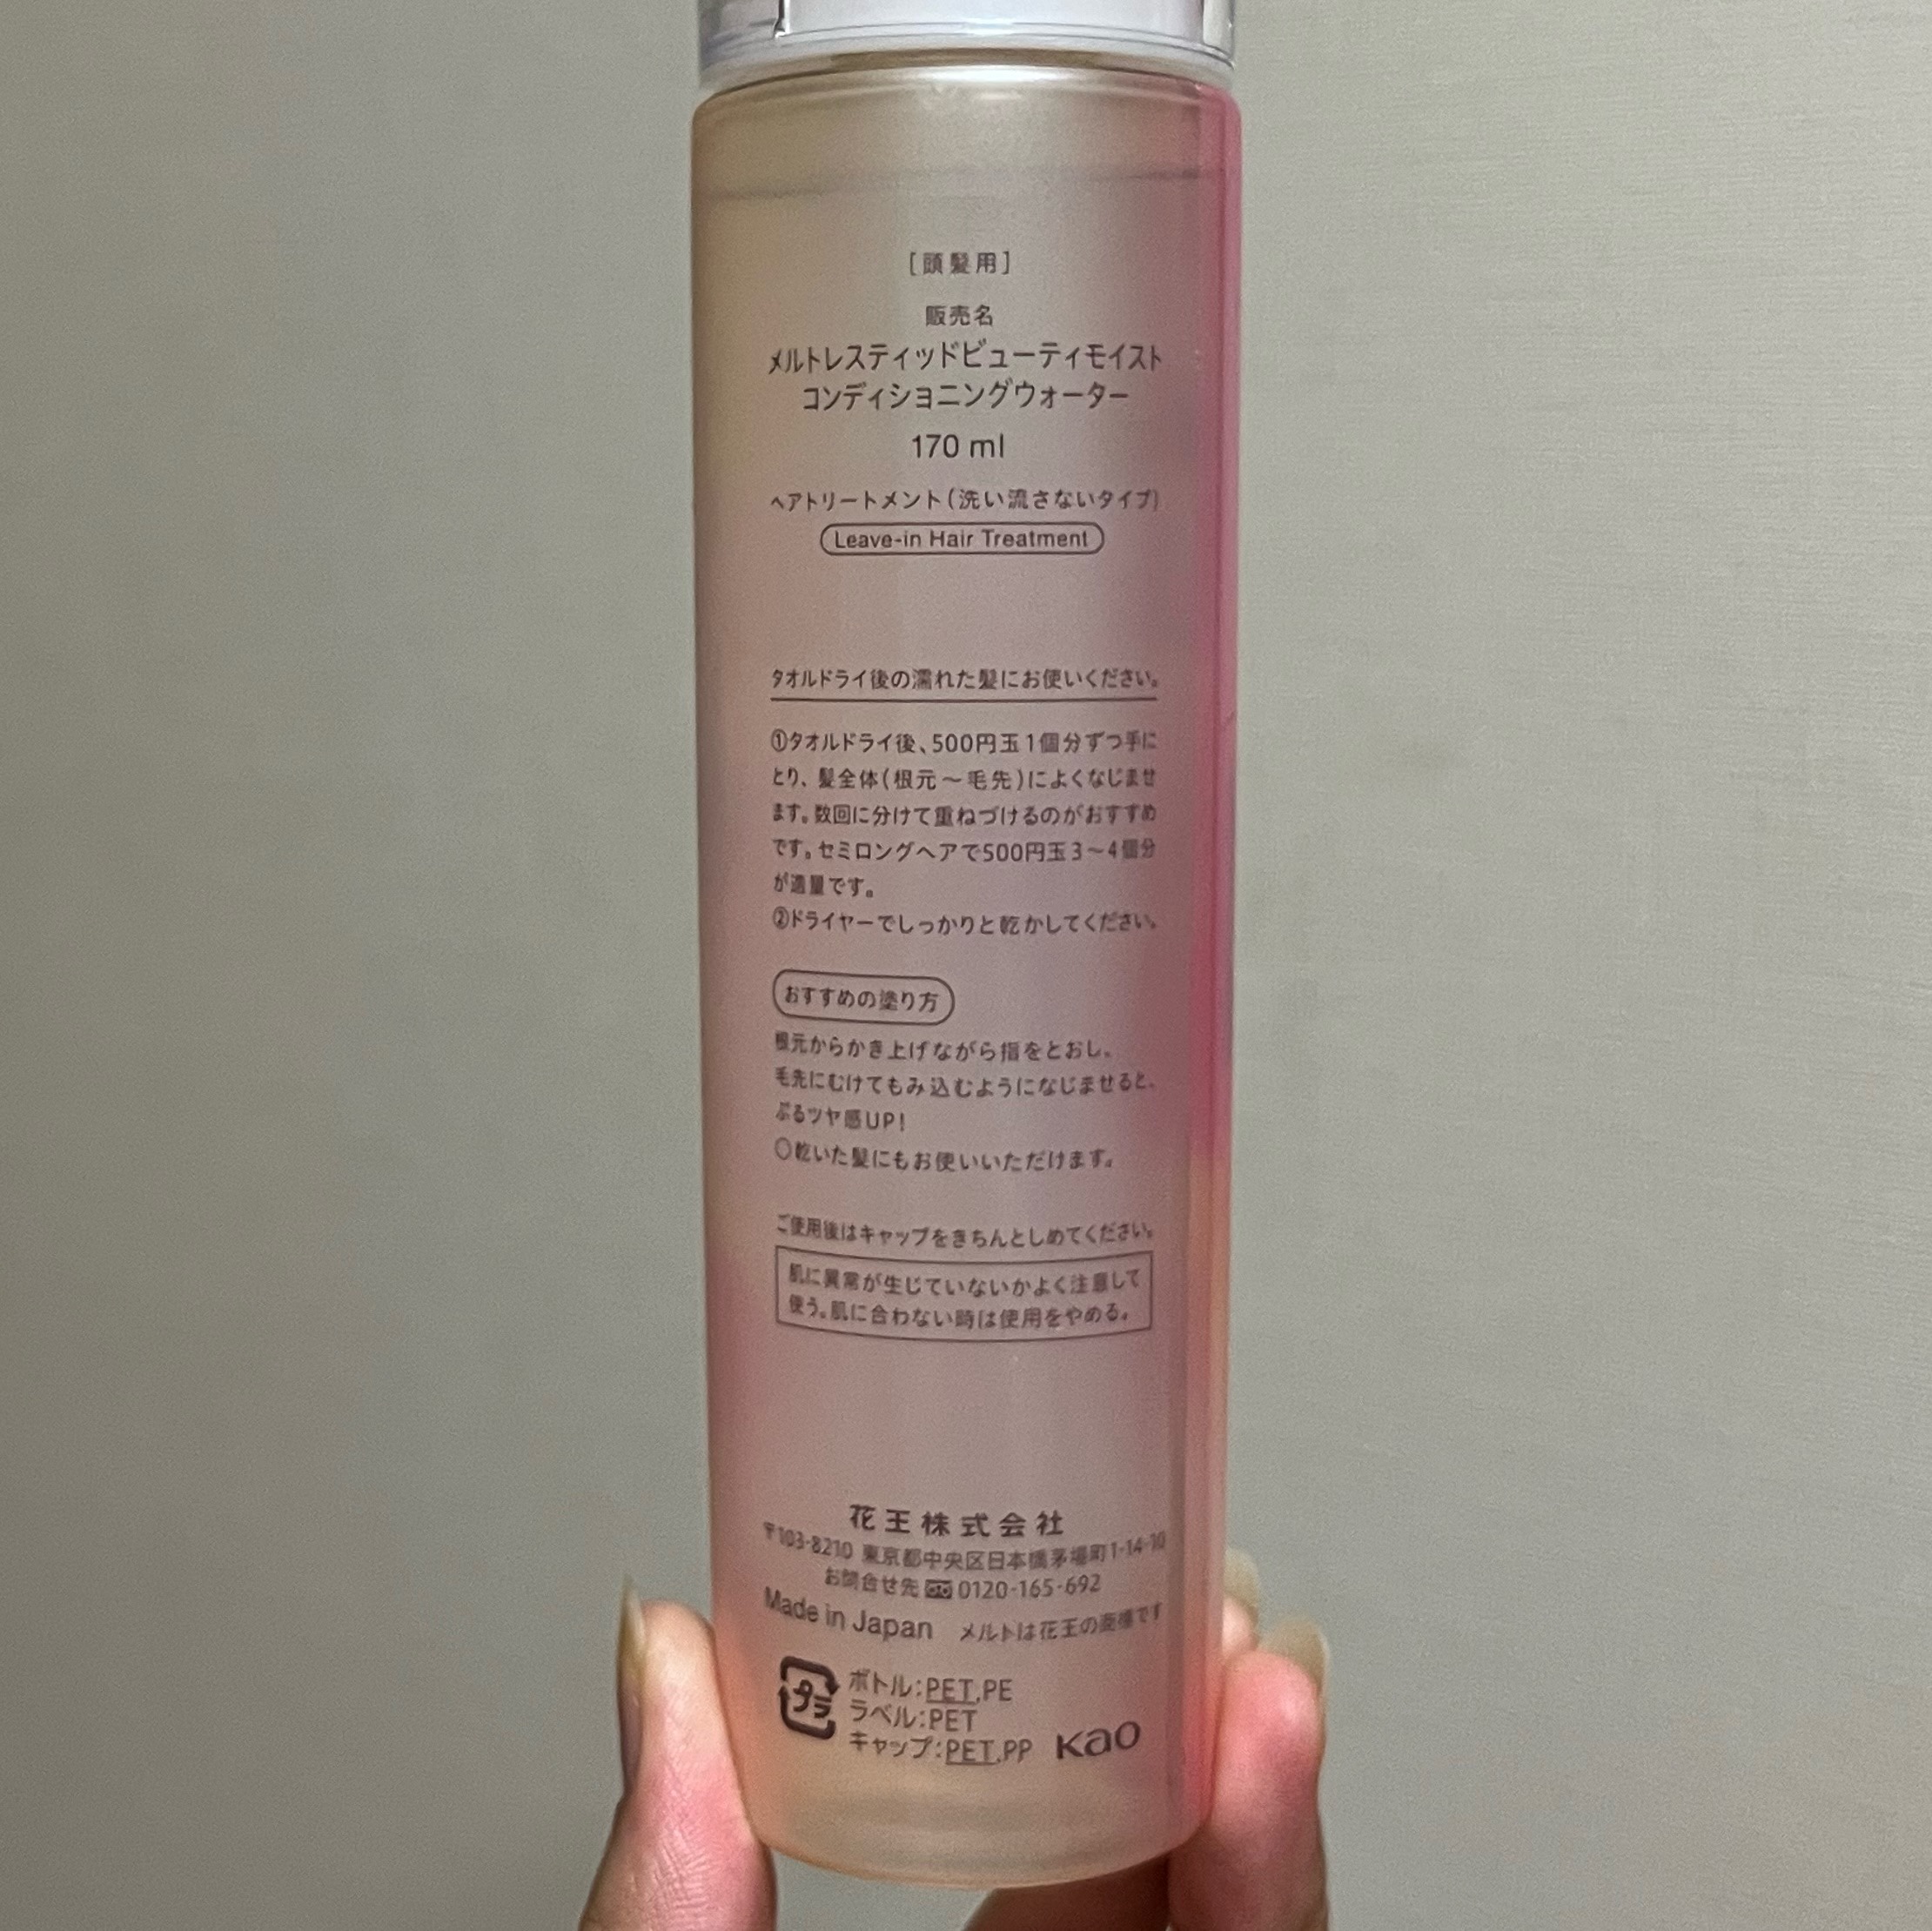 [頭髪用]
販売名
メルトレスティッドビューティモイスト
コンディショニングウォーター
170 ml
ヘアトリートメント(洗い流さないタイプ)
Leave-in Hair Treatment
タオルドライ後の濡れた髪にお使いください。
①タオルドライ後、500円玉1個分ずつ手に
とり、髪全体(根元～毛先)によくなじませ
ます。数回に分けて重ねづけるのがおすすめ
です。セミロングヘアで500円玉3～4個分
が適量です。
②ドライヤーでしっかりと乾かしてください。
おすすめの塗り方
根元からかき上げながら指をとおし、
毛先にむけてもみ込むようになじませると、
ぷるツヤ感UP!
○乾いた髪にもお使いいただけます。
ご使用後はキャップをきちんとしめてください。
肌に異常が生じていないかよく注意して
使う。肌に合わない時は使用をやめる。
花王株式会社
〒103-8210 東京都中央区日本橋茅場町1-14-10
お問合せ先 0120-165-692
Made in Japan メルトは花王の商標です
プラ ボトル:PET,PE
ラベル:PET
キャップ:PET,PP Kao